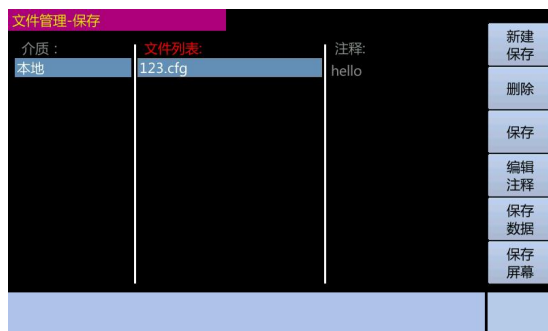 文件管理-保存
介质：
文件列表:
注释:
本地
123.cfg
hello
新建
保存
删除
保存
编辑
注释
保存
数据
保存
屏幕